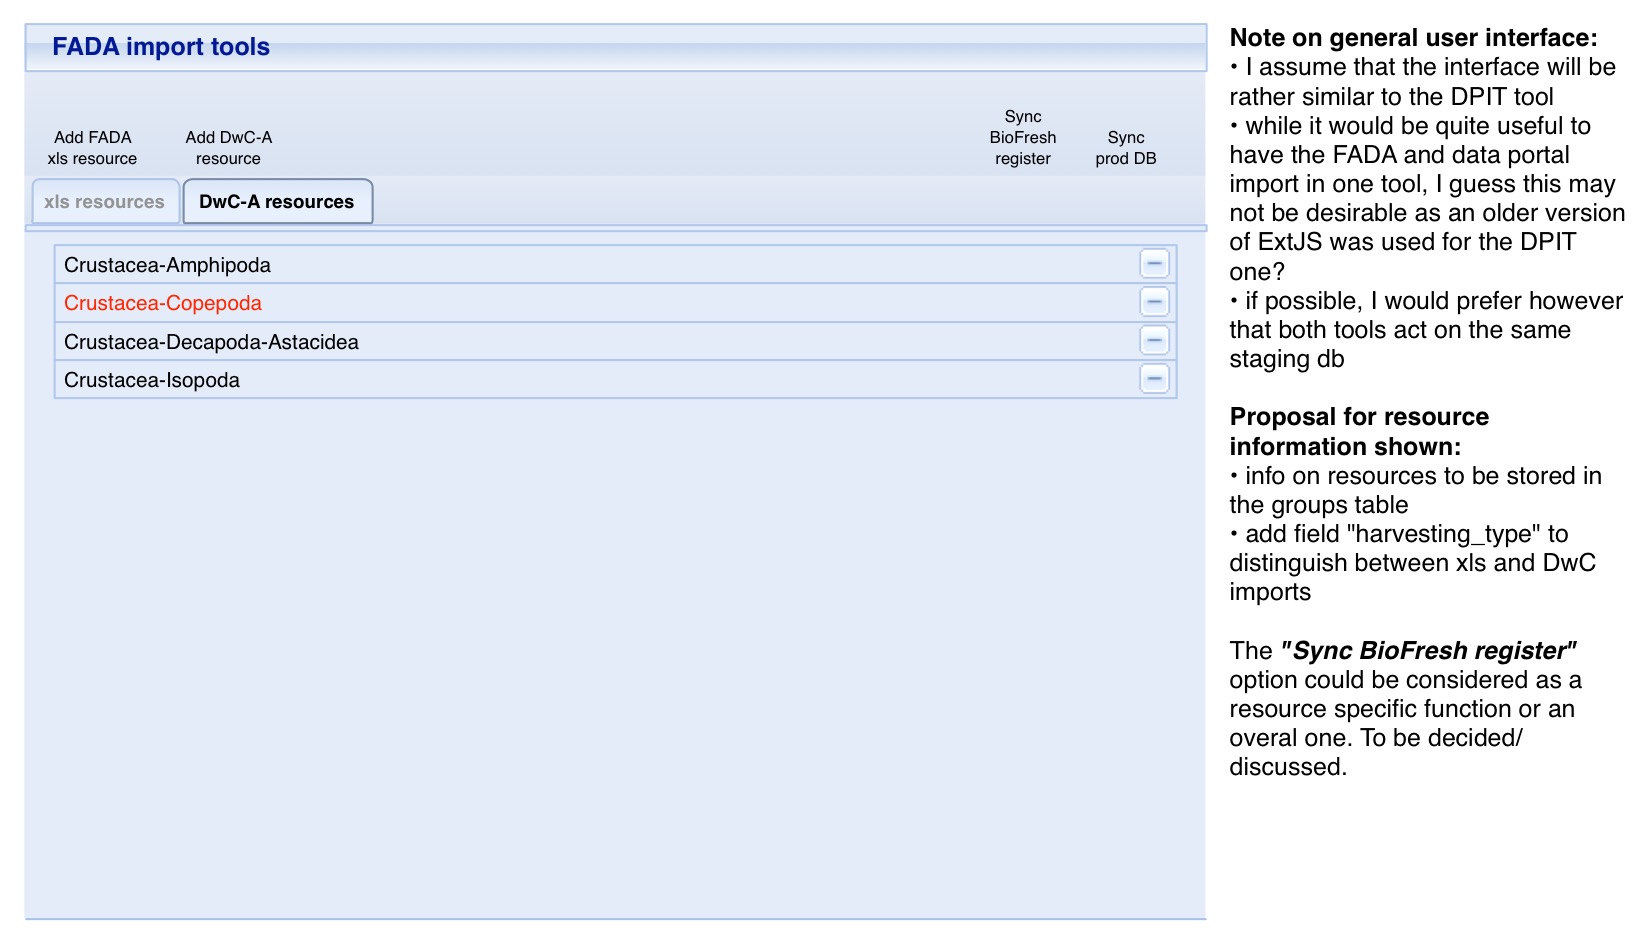 FADA import tools
Add FADA
xls resource
Add DwC-A
resource
Sync
BioFresh
register
Sync
prod DB
xls resources
DwC-A resources
Crustacea-Amphipoda
Crustacea-Copepoda
Crustacea-Decapoda-Astacidea
Crustacea-Isopoda
Note on general user interface:
• I assume that the interface will be
rather similar to the DPIT tool
• while it would be quite useful to
have the FADA and data portal
import in one tool, I guess this may
not be desirable as an older version
of ExtJS was used for the DPIT
one?
• if possible, I would prefer however
that both tools act on the same
staging db
Proposal for resource
information shown:
• info on resources to be stored in
the groups table
• add field "harvesting_type" to
distinguish between xls and DwC
imports
The "Sync BioFresh register"
option could be considered as a
resource specific function or an
overal one. To be decided/
discussed.